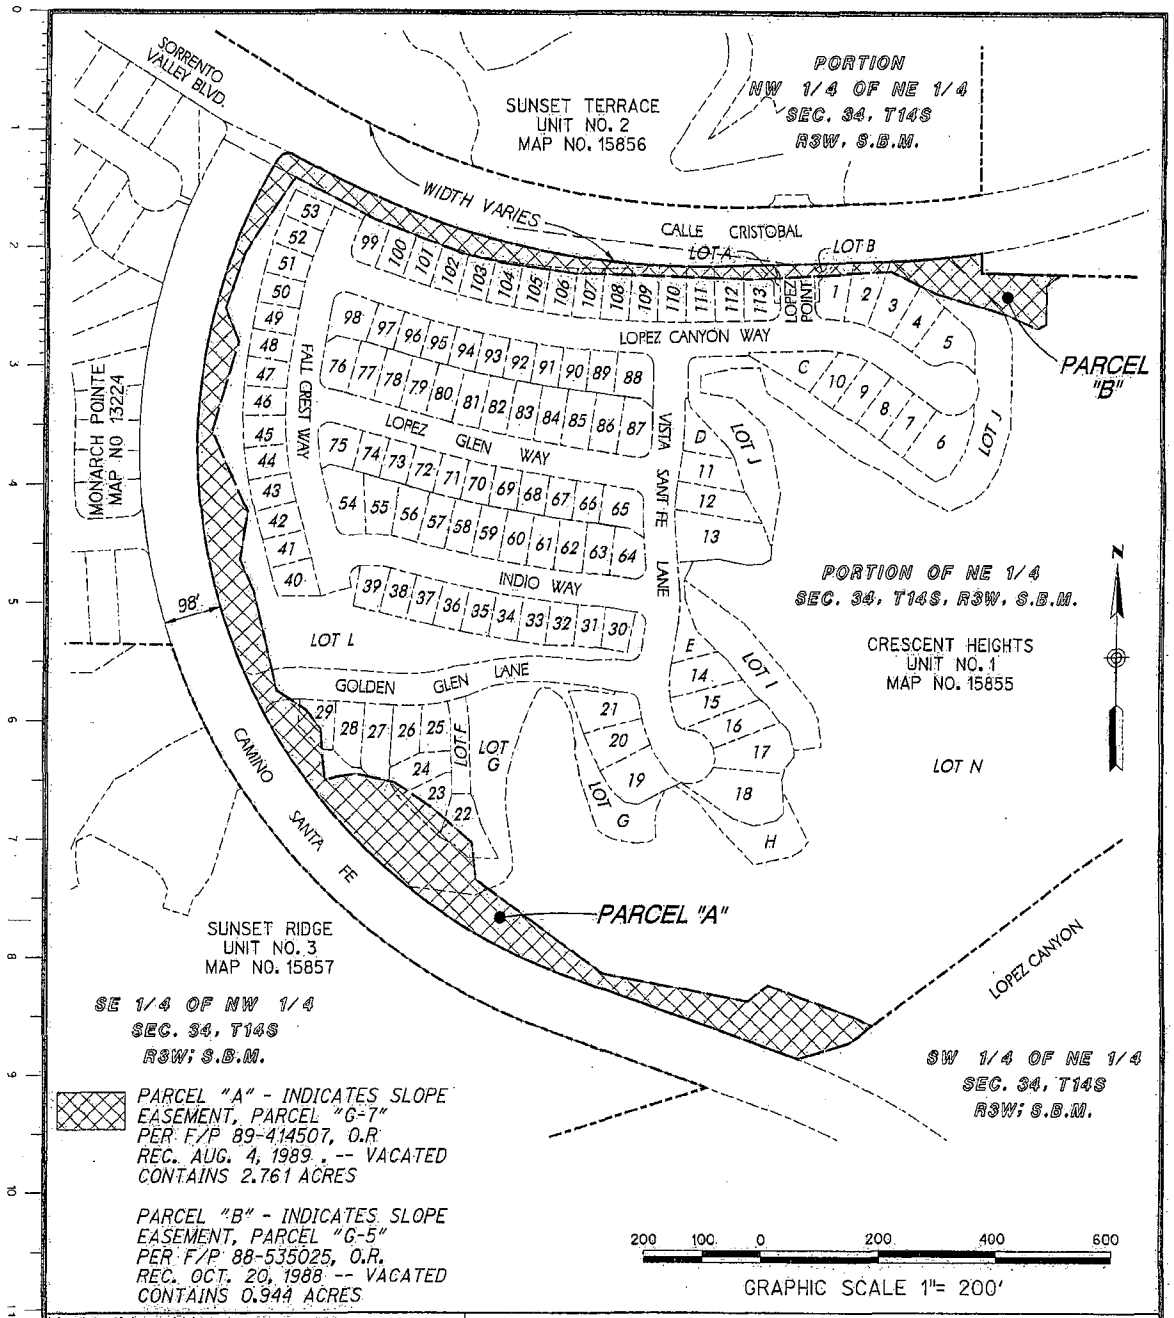 0
1
2
3
4
5
6
7
8
9
10
11
SORRENTO
VALLEY BLVD.
SUNSET TERRACE
UNIT NO. 2
MAP NO. 15856
PORTION
NW 1/4 OF NE 1/4
SEC. 34, T14S
R3W, S.B.M.
WIDTH VARIES
CALLE CRISTOBAL
LOT A
LOT B
LOPEZ
POINT
53
52
51
50
49
48
47
46
45
44
43
42
41
40
99
100
101
102
103
104
105
106
107
108
109
110
111
112
113
1
2
3
4
5
LOPEZ CANYON WAY
PARCEL
"B"
98
97
96
95
94
93
92
91
90
89
88
76
77
78
79
80
81
82
83
84
85
86
87
C
10
9
8
7
6
LOT J
FALL CREST WAY
MONARCH POINTE
MAP NO 13224
LOPEZ GLEN WAY
VISTA SANT FE LANE
D
11
12
13
LOT J
75
74
73
72
71
70
69
68
67
66
65
54
55
56
57
58
59
60
61
62
63
64
INDIO WAY
39
38
37
36
35
34
33
32
31
30
98'
LOT L
GOLDEN GLEN LANE
PORTION OF NE 1/4
SEC. 34, T14S, R3W, S.B.M.
N
CRESCENT HEIGHTS
UNIT NO. 1
MAP NO. 15855
E
14
15
16
17
18
H
LOT I
29
28
27
26
25
24
23
22
LOT F
LOT
G
21
20
19
LOT G
LOT N
CAMINO SANTA FE
PARCEL "A"
SUNSET RIDGE
UNIT NO. 3
MAP NO. 15857
LOPEZ CANYON
SE 1/4 OF NW 1/4
SEC. 34, T14S
R3W, S.B.M.
SW 1/4 OF NE 1/4
SEC. 34, T14S
R3W, S.B.M.
PARCEL "A" - INDICATES SLOPE
EASEMENT, PARCEL "G-7"
PER F/P 89-414507, O.R
REC. AUG. 4, 1989 . -- VACATED
CONTAINS 2.761 ACRES
PARCEL "B" - INDICATES SLOPE
EASEMENT, PARCEL "G-5"
PER F/P 88-535025, O.R.
REC. OCT. 20, 1988 -- VACATED
CONTAINS 0.944 ACRES
200 100 0 200 400 600
GRAPHIC SCALE 1"= 200'